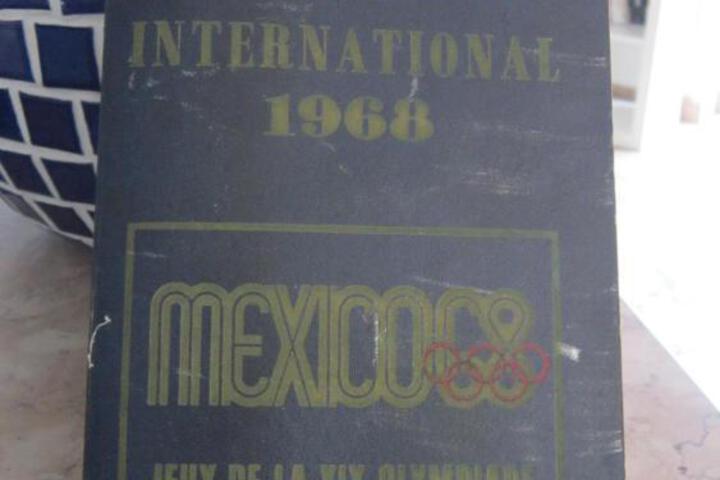 INTERNATIONAL
1968
MEXICO68
JEUX DE LA XIX OLYMPIADE